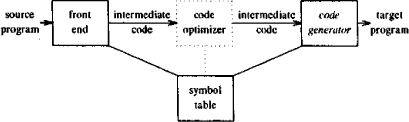 source
program
front
end
intermediate
code
code
optimizer
intermediate
code
code
generator
target
program
symbol
table